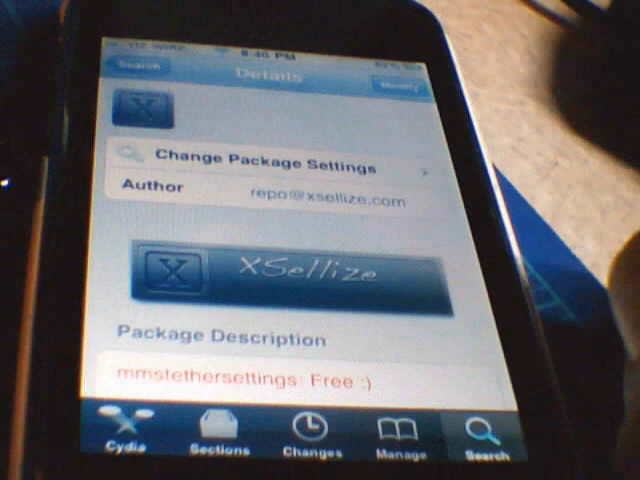 8:40 PM
Search
Details
Modify
X
Change Package Settings
Author repo@xsellize.com
X XSellize
Package Description
mmstethersettings: Free :)
Cydia Sections Changes Manage Search